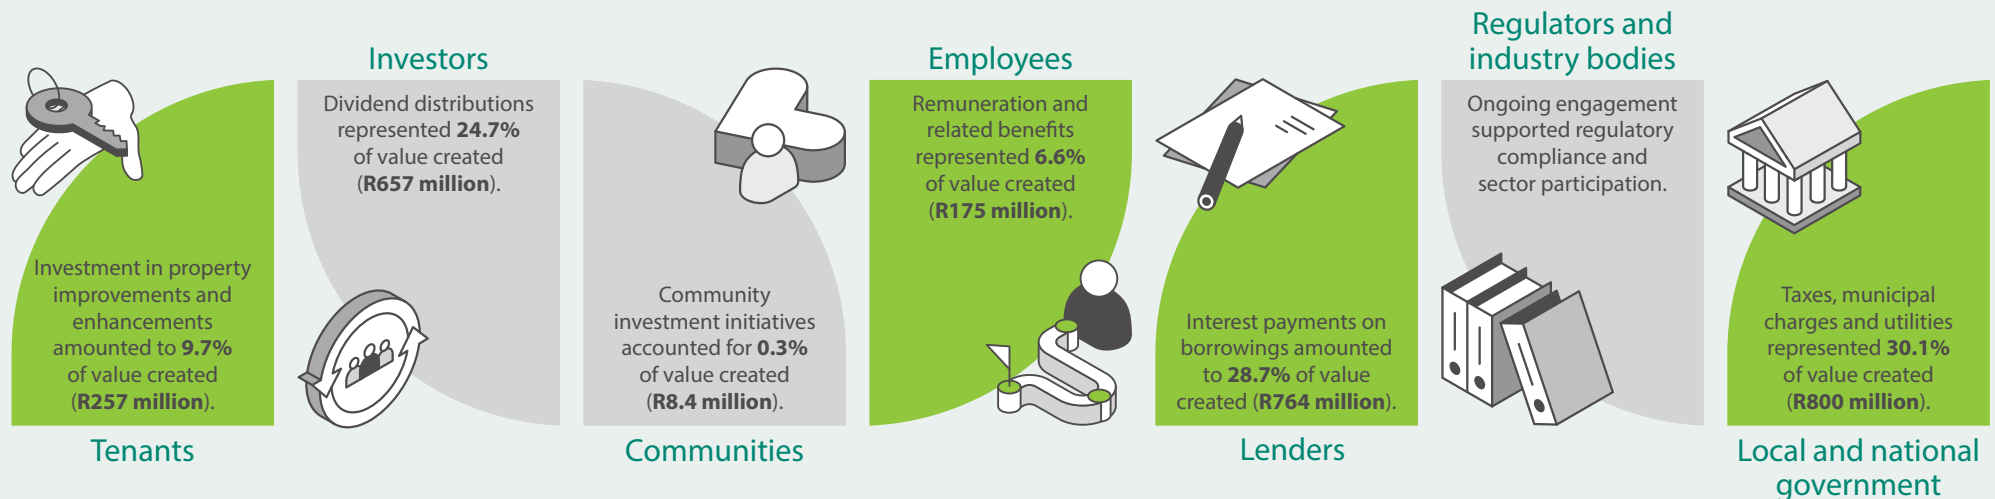 Investment in property
improvements and
enhancements
amounted to 9.7%
of value created
(R257 million).
Tenants
Investors
Dividend distributions
represented 24.7%
of value created
(R657 million).
Community
investment initiatives
accounted for 0.3%
of value created
(R8.4 million).
Communities
Employees
Remuneration and
related benefits
represented 6.6%
of value created
(R175 million).
Interest payments on
borrowings amounted
to 28.7% of value
created (R764 million).
Lenders
Regulators and
industry bodies
Ongoing engagement
supported regulatory
compliance and
sector participation.
Taxes, municipal
charges and utilities
represented 30.1%
of value created
(R800 million).
Local and national
government